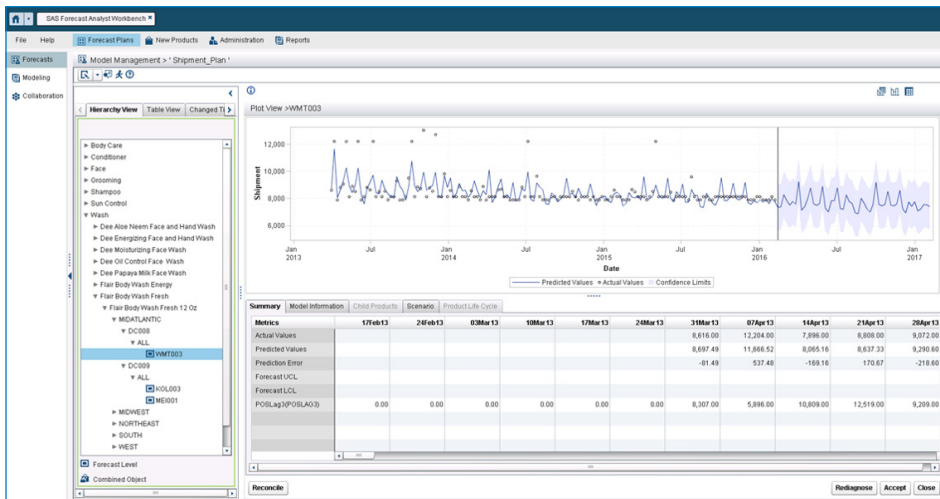 SAS Forecast Analyst Workbench
File Help Forecast Plans New Products Administration Reports
Forecasts
Modeling
Collaboration
Model Management > ' Shipment_Plan '
Hierarchy View Table View Changed Ti
Body Care
Conditioner
Face
Grooming
Shampoo
Sun Control
Wash
Dee Aloe Neem Face and Hand Wash
Dee Energizing Face and Hand Wash
Dee Moisturizing Face Wash
Dee Oil Control Face Wash
Dee Papaya Milk Face Wash
Flair Body Wash Energy
Flair Body Wash Fresh
Flair Body Wash Fresh 12 Oz
MIDATLANTIC
DC008
ALL
WMT003
DC009
ALL
KOL003
MEI001
MIDWEST
NORTHEAST
SOUTH
WEST
Forecast Level
Combined Object
Plot View >WMT003
Shipment
12,000
10,000
8,000
6,000
Jan Jul Jan Jul Jan Jul Jan Jul Jan
2013 2014 2015 2016 2017
Date
Predicted Values Actual Values Confidence Limits
Summary Model Information Child Products Scenario Product Life Cycle
Metrics 17Feb13 24Feb13 03Mar13 10Mar13 17Mar13 24Mar13 31Mar13 07Apr13 14Apr13 21Apr13 28Apr13
Actual Values 8,616.00 12,204.00 7,896.00 8,808.00 9,072.00
Predicted Values 8,697.49 11,666.52 8,065.16 8,637.33 9,290.60
Prediction Error -81.49 537.48 -169.16 170.67 -218.60
Forecast UCL
Forecast LCL
POSLag3(POSLAG3) 0.00 0.00 0.00 0.00 0.00 0.00 8,307.00 5,896.00 10,809.00 12,519.00 9,209.00
Reconcile Rediagnose Accept Close